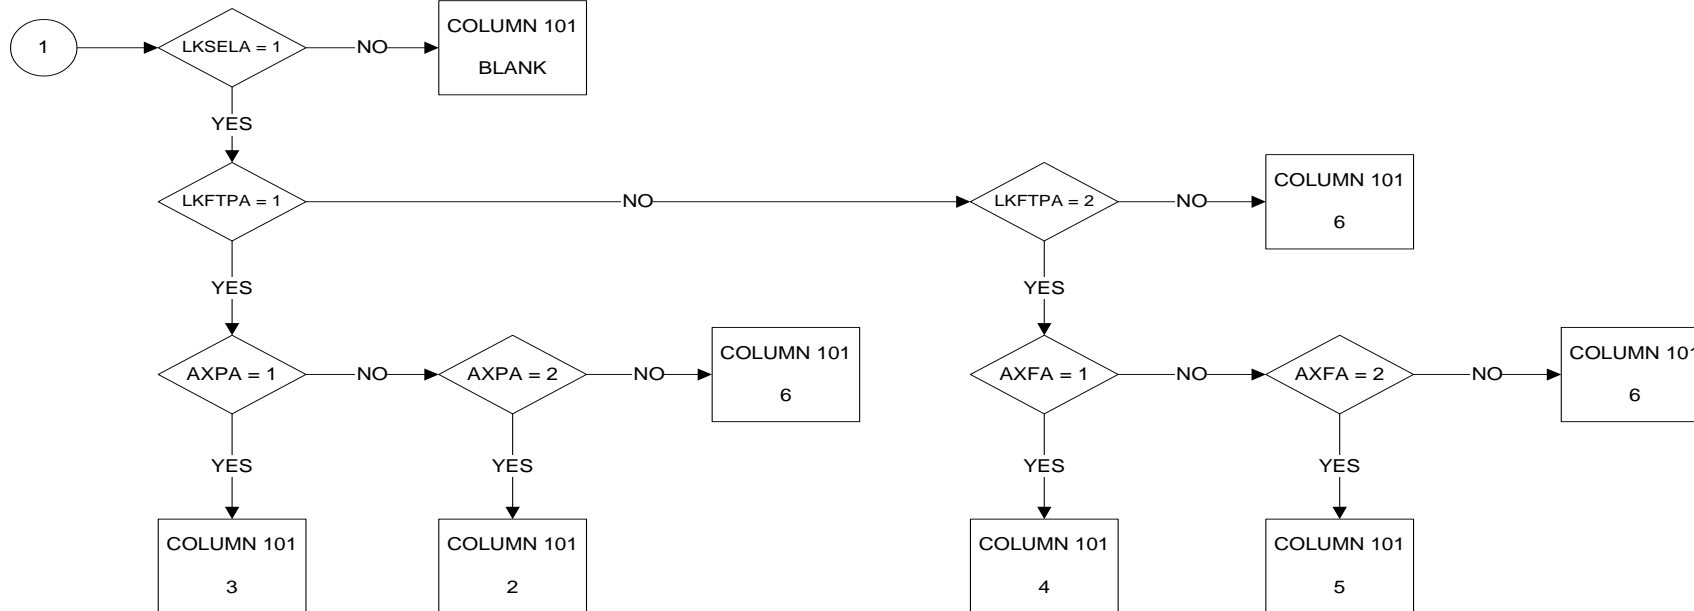 1
LKSELA = 1
NO
COLUMN 101
BLANK
YES
LKFTPA = 1
NO
LKFTPA = 2
NO
COLUMN 101
6
YES
YES
AXPA = 1
NO
AXPA = 2
NO
COLUMN 101
6
AXFA = 1
NO
AXFA = 2
NO
COLUMN 101
6
YES
YES
YES
YES
COLUMN 101
3
COLUMN 101
2
COLUMN 101
4
COLUMN 101
5